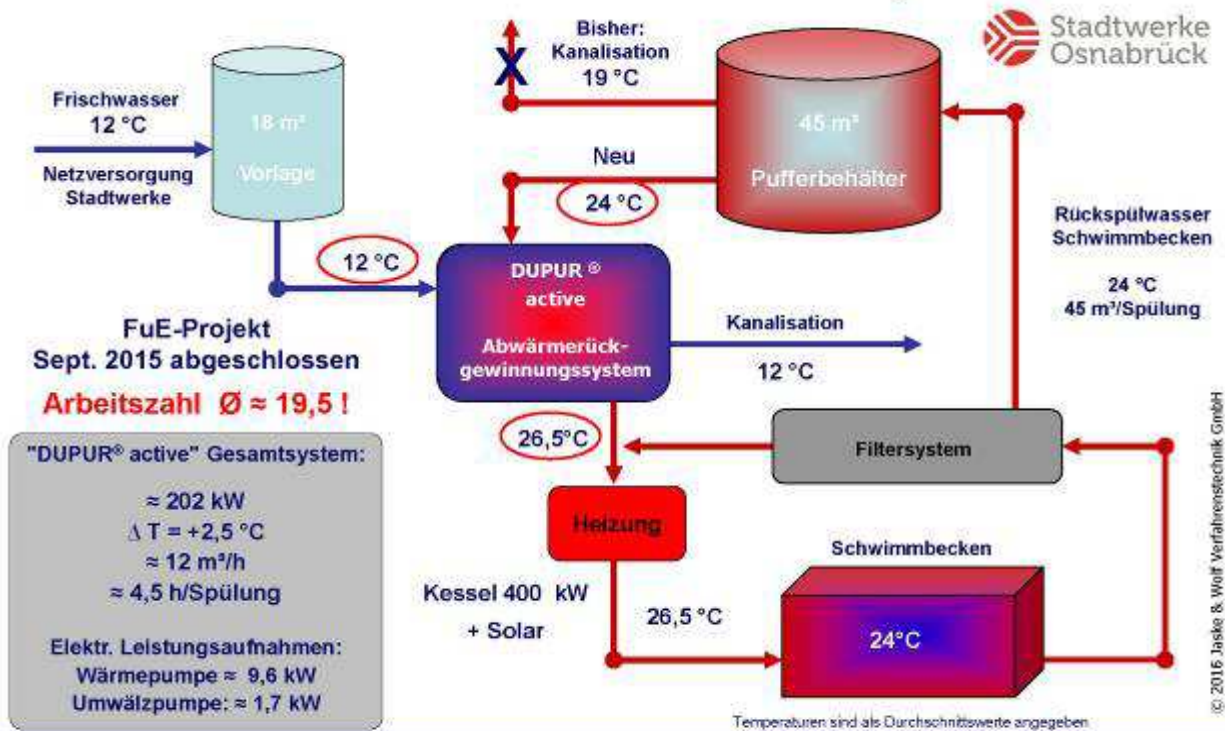 Stadtwerke
Osnabrück
Bisher:
Kanalisation
19 °C
X
Frischwasser
12 °C
Netzversorgung
Stadtwerke
18 m³
Vorlage
45 m³
Pufferbehälter
Neu
24 °C
12 °C
Rückspülwasser
Schwimmbecken
24 °C
45 m³/Spülung
DUPUR ®
active
Abwärmerück-
gewinnungssystem
Kanalisation
12 °C
FuE-Projekt
Sept. 2015 abgeschlossen
Arbeitszahl Ø ≈ 19,5 !
26,5°C
Filtersystem
"DUPUR® active" Gesamtsystem:
≈ 202 kW
Δ T = +2,5 °C
≈ 12 m³/h
≈ 4,5 h/Spülung
Elektr. Leistungsaufnahmen:
Wärmepumpe ≈ 9,6 kW
Umwälzpumpe: ≈ 1,7 kW
Heizung
Kessel 400 kW
+ Solar
26,5 °C
Schwimmbecken
24°C
Temperaturen sind als Durchschnittswerte angegeben
© 2016 Jaske & Wolf Verfahrenstechnik GmbH